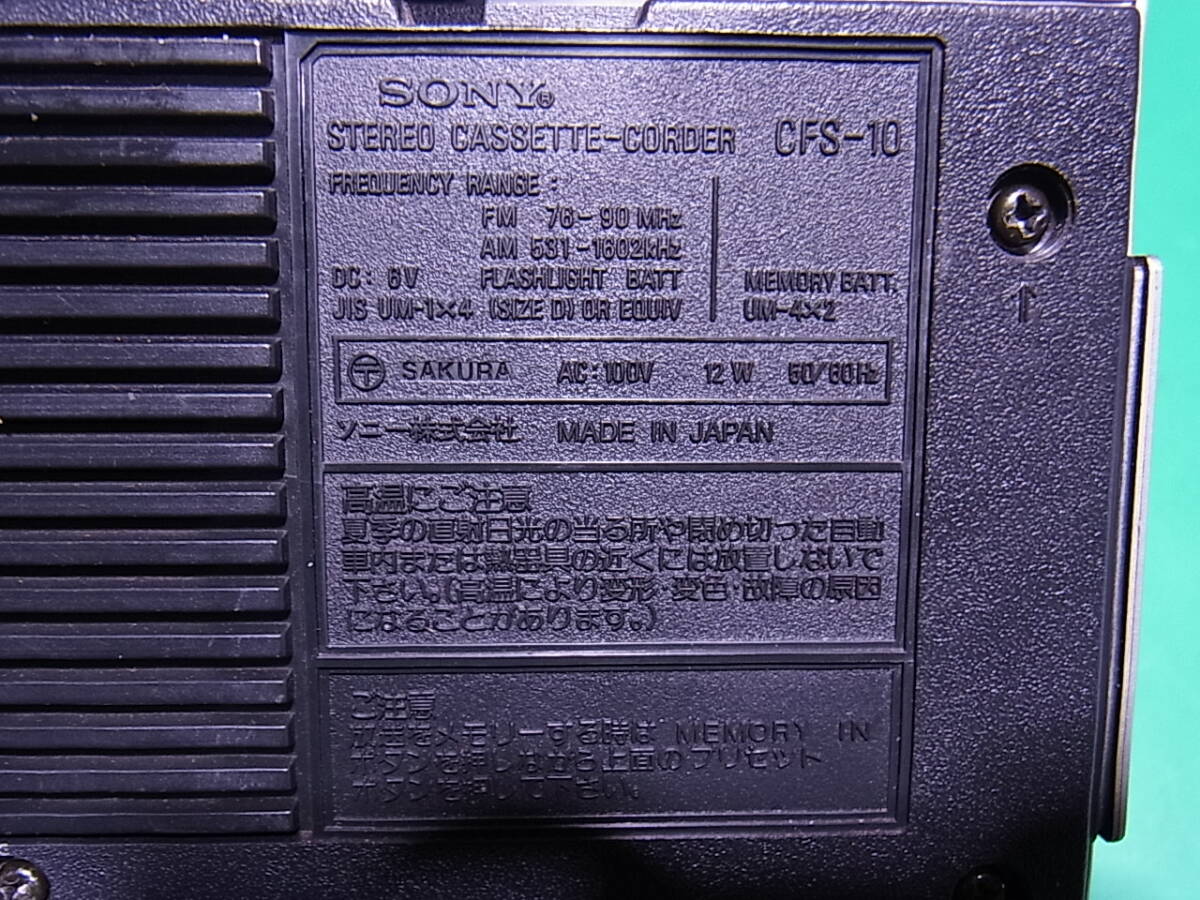 SONY®
STEREO CASSETTE-CORDER CFS-10
FREQUENCY RANGE:
FM 76-90 MHz
AM 531-1602kHz
DC: 6V FLASHLIGHT BATT
JIS UM-1×4 (SIZE D) OR EQUIV
MEMORY BATT.
UM-4×2
〒 SAKURA AC:100V 12W 50/60Hz
ソニー株式会社 MADE IN JAPAN
高温にご注意
夏季の直射日光の当る所や閉め切った自動
車内または熱器具の近くには放置しないで
下さい。(高温により変形・変色・故障の原因
になることがあります。)
ご注意
をメモリーする時は MEMORY IN
ボタンを押しながら上面のプリセット
ボタンを押して下さい。